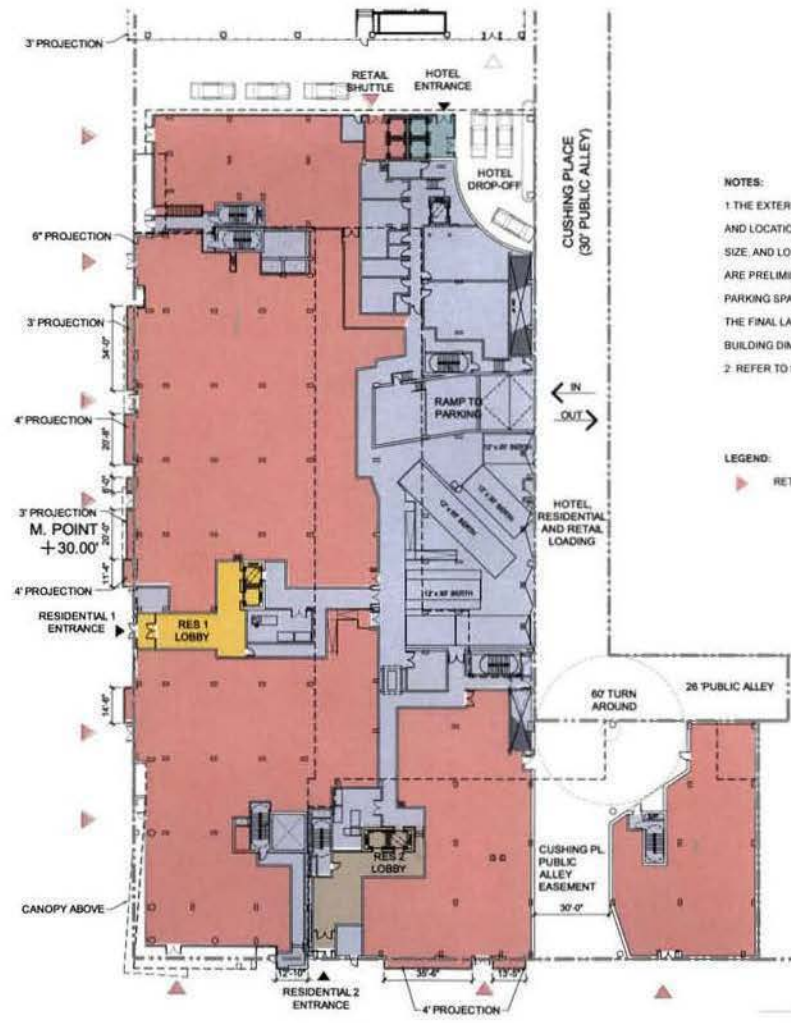 3' PROJECTION
RETAIL
SHUTTLE
HOTEL
ENTRANCE
HOTEL
DROP-OFF
CUSHING PLACE
(30' PUBLIC ALLEY)
NOTES:
1 THE EXTER
AND LOCATIO
SIZE, AND LO
ARE PRELIMI
PARKING SPA
THE FINAL LA
BUILDING DIM
2 REFER TO
6" PROJECTION
3' PROJECTION
34'-0"
4' PROJECTION
20'-8"
RAMP TO
PARKING
IN
OUT
LEGEND:
RET
3' PROJECTION
20'-0"
M. POINT
+30.00'
11'-4"
4' PROJECTION
HOTEL,
RESIDENTIAL
AND RETAIL
LOADING
RESIDENTIAL 1
ENTRANCE
RES 1
LOBBY
14'-6"
60' TURN
AROUND
26 'PUBLIC ALLEY
RES 2
LOBBY
CUSHING PL.
PUBLIC
ALLEY
EASEMENT
30'-0"
CANOPY ABOVE
12'-10"
RESIDENTIAL 2
ENTRANCE
35'-6"
13'-5"
4' PROJECTION